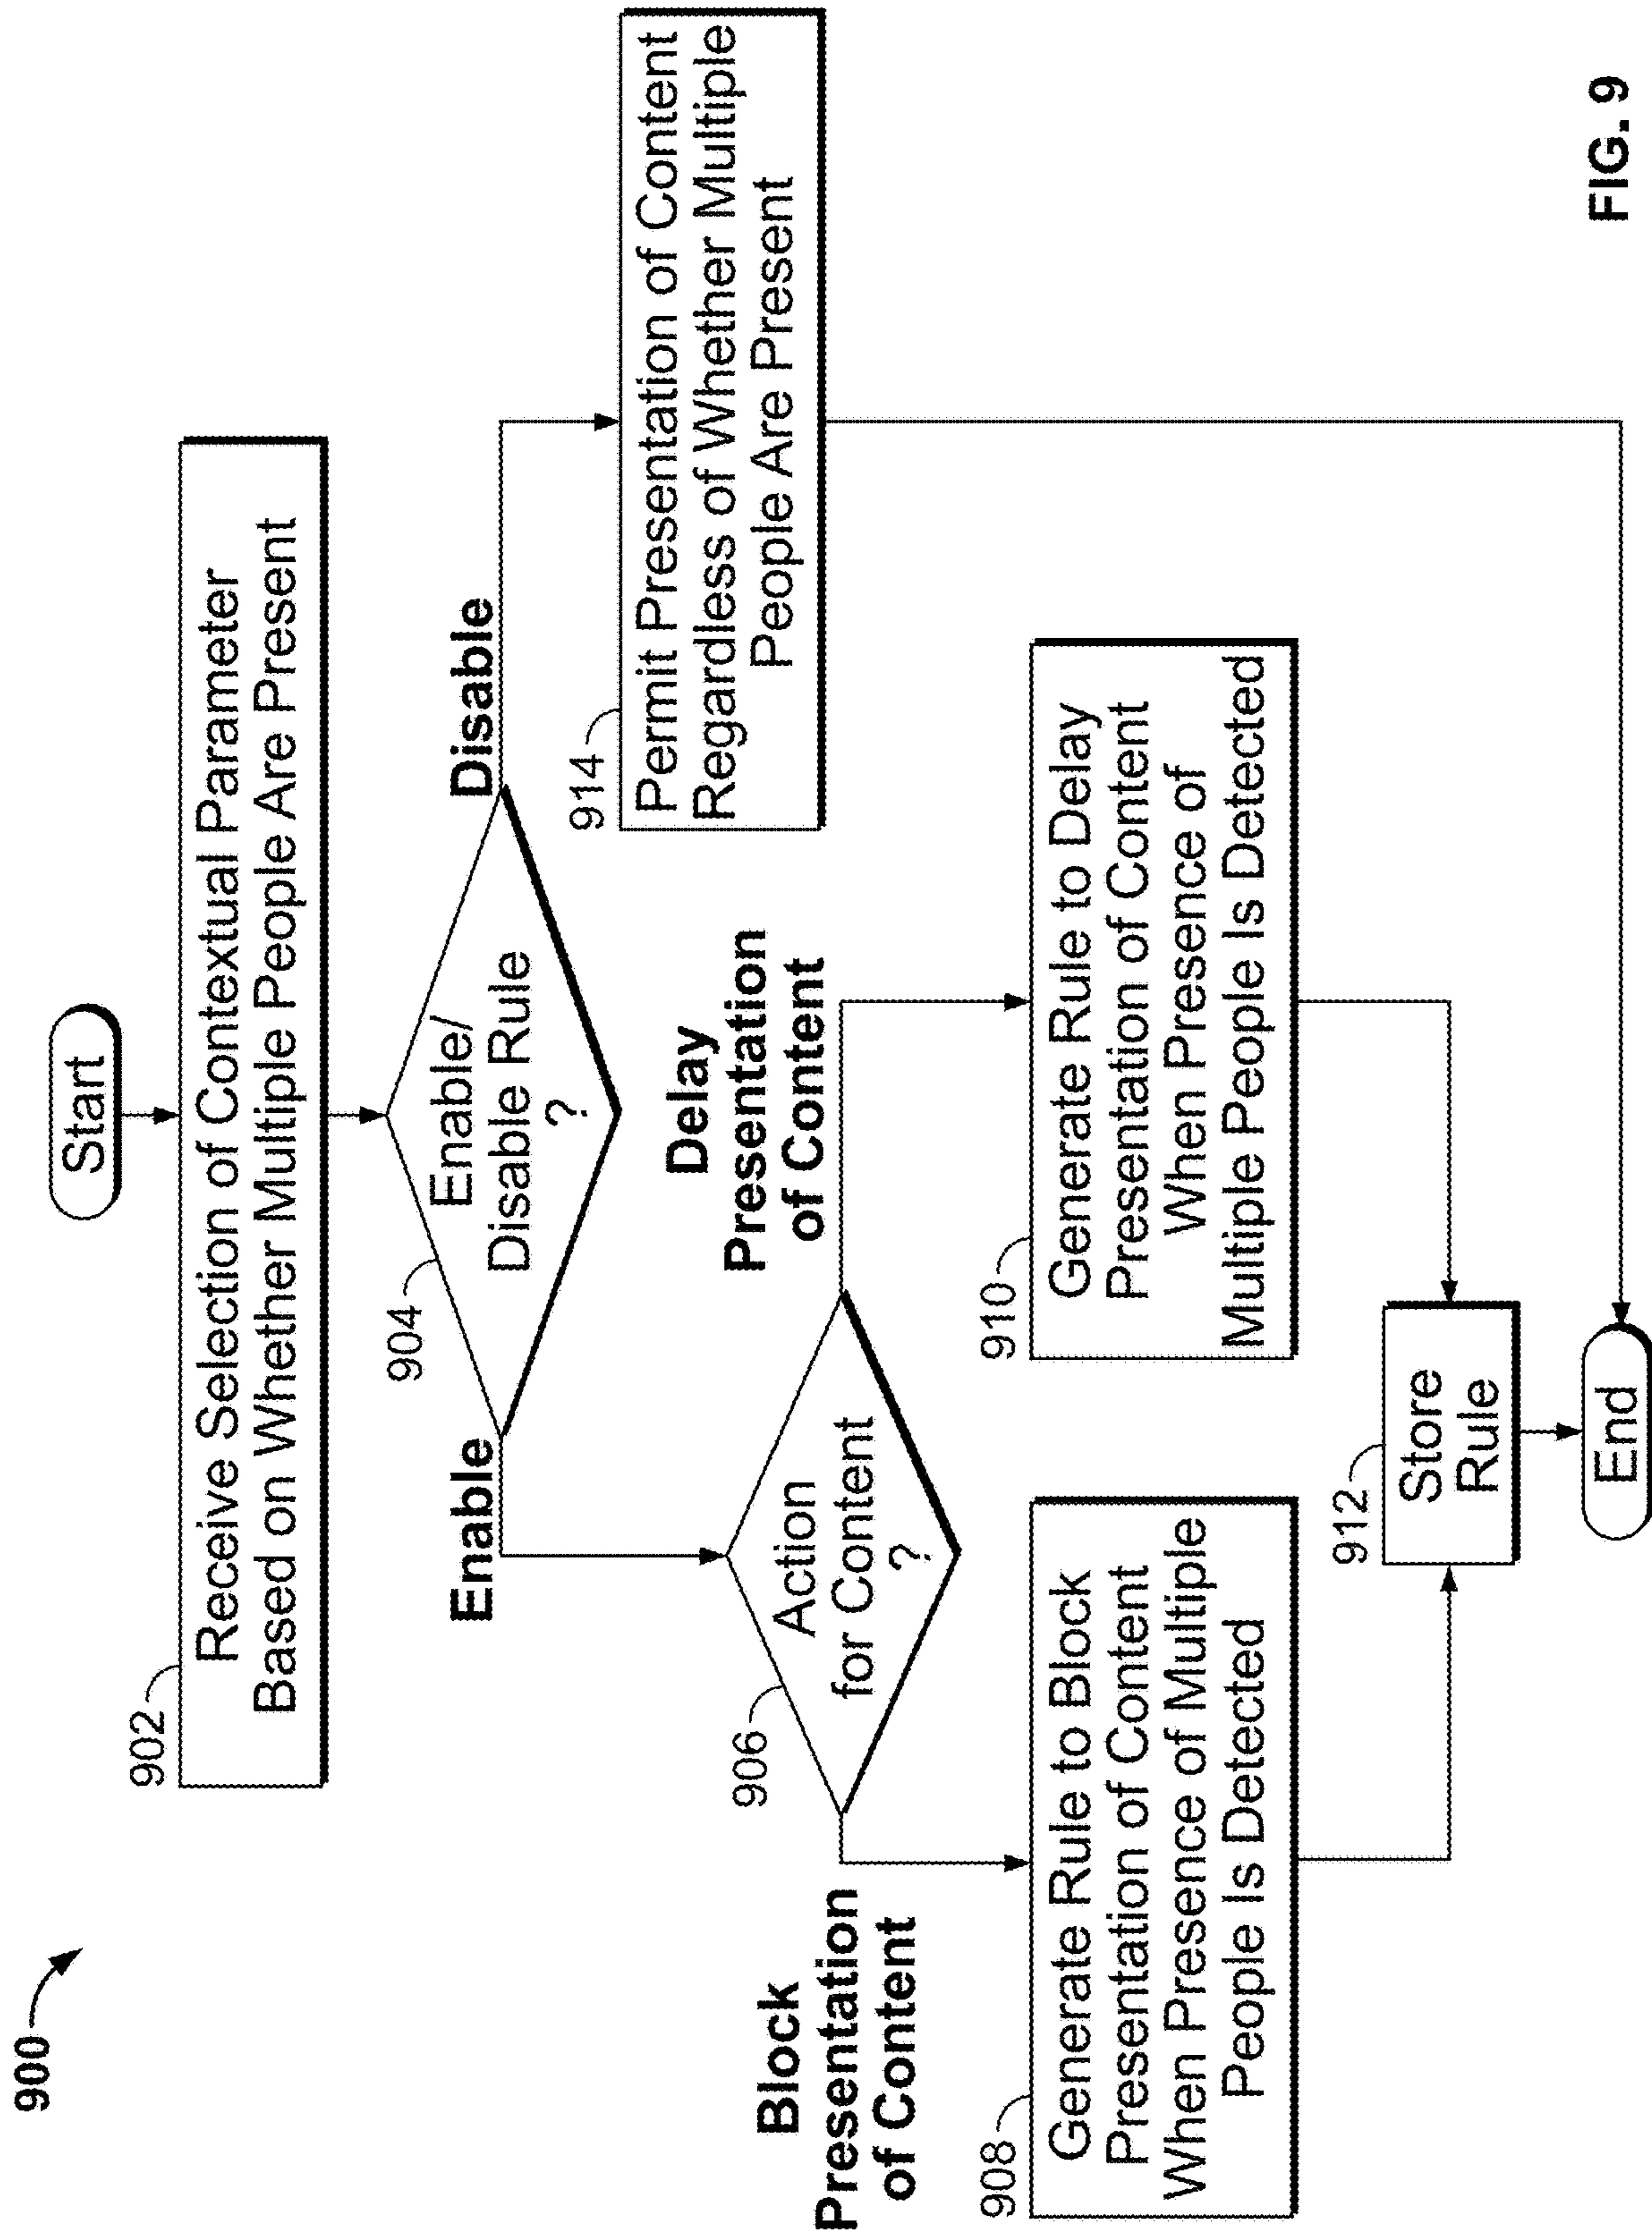 900
Start
902
Receive Selection of Contextual Parameter
Based on Whether Multiple People Are Present
904
Enable/
Disable Rule
?
Enable
Disable
906
Action
for Content
?
914
Permit Presentation of Content
Regardless of Whether Multiple
People Are Present
Block
Presentation
of Content
Delay
Presentation
of Content
908
Generate Rule to Block
Presentation of Content
When Presence of Multiple
People Is Detected
910
Generate Rule to Delay
Presentation of Content
When Presence of
Multiple People Is Detected
912
Store
Rule
End
FIG. 9